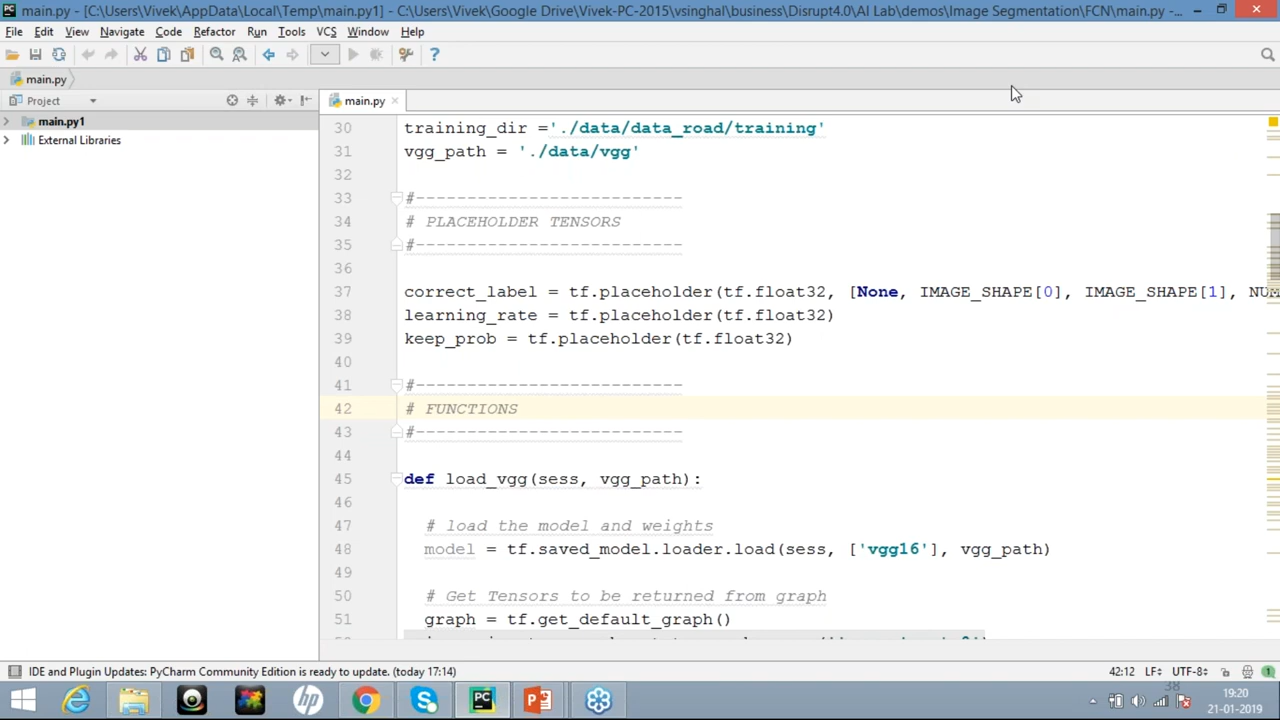 main.py - [C:\Users\Vivek\AppData\Local\Temp\main.py1] - C:\Users\Vivek\Google Drive\Vivek-PC-2015\vsinghal\business\Disrupt4.0\AI Lab\demos\Image Segmentation\FCN\main.py - ...
File Edit View Navigate Code Refactor Run Tools VCS Window Help
main.py
Project
main.py
main.py1
External Libraries
30 training_dir ='./data/data_road/training'
31 vgg_path = './data/vgg'
32
33 #--------------------------
34 # PLACEHOLDER TENSORS
35 #--------------------------
36
37 correct_label = tf.placeholder(tf.float32, [None, IMAGE_SHAPE[0], IMAGE_SHAPE[1], NUM
38 learning_rate = tf.placeholder(tf.float32)
39 keep_prob = tf.placeholder(tf.float32)
40
41 #--------------------------
42 # FUNCTIONS
43 #--------------------------
44
45 def load_vgg(sess, vgg_path):
46
47 # load the model and weights
48 model = tf.saved_model.loader.load(sess, ['vgg16'], vgg_path)
49
50 # Get Tensors to be returned from graph
51 graph = tf.get_default_graph()
IDE and Plugin Updates: PyCharm Community Edition is ready to update. (today 17:14)
42:12 LF÷ UTF-8÷
38
19:20
21-01-2019